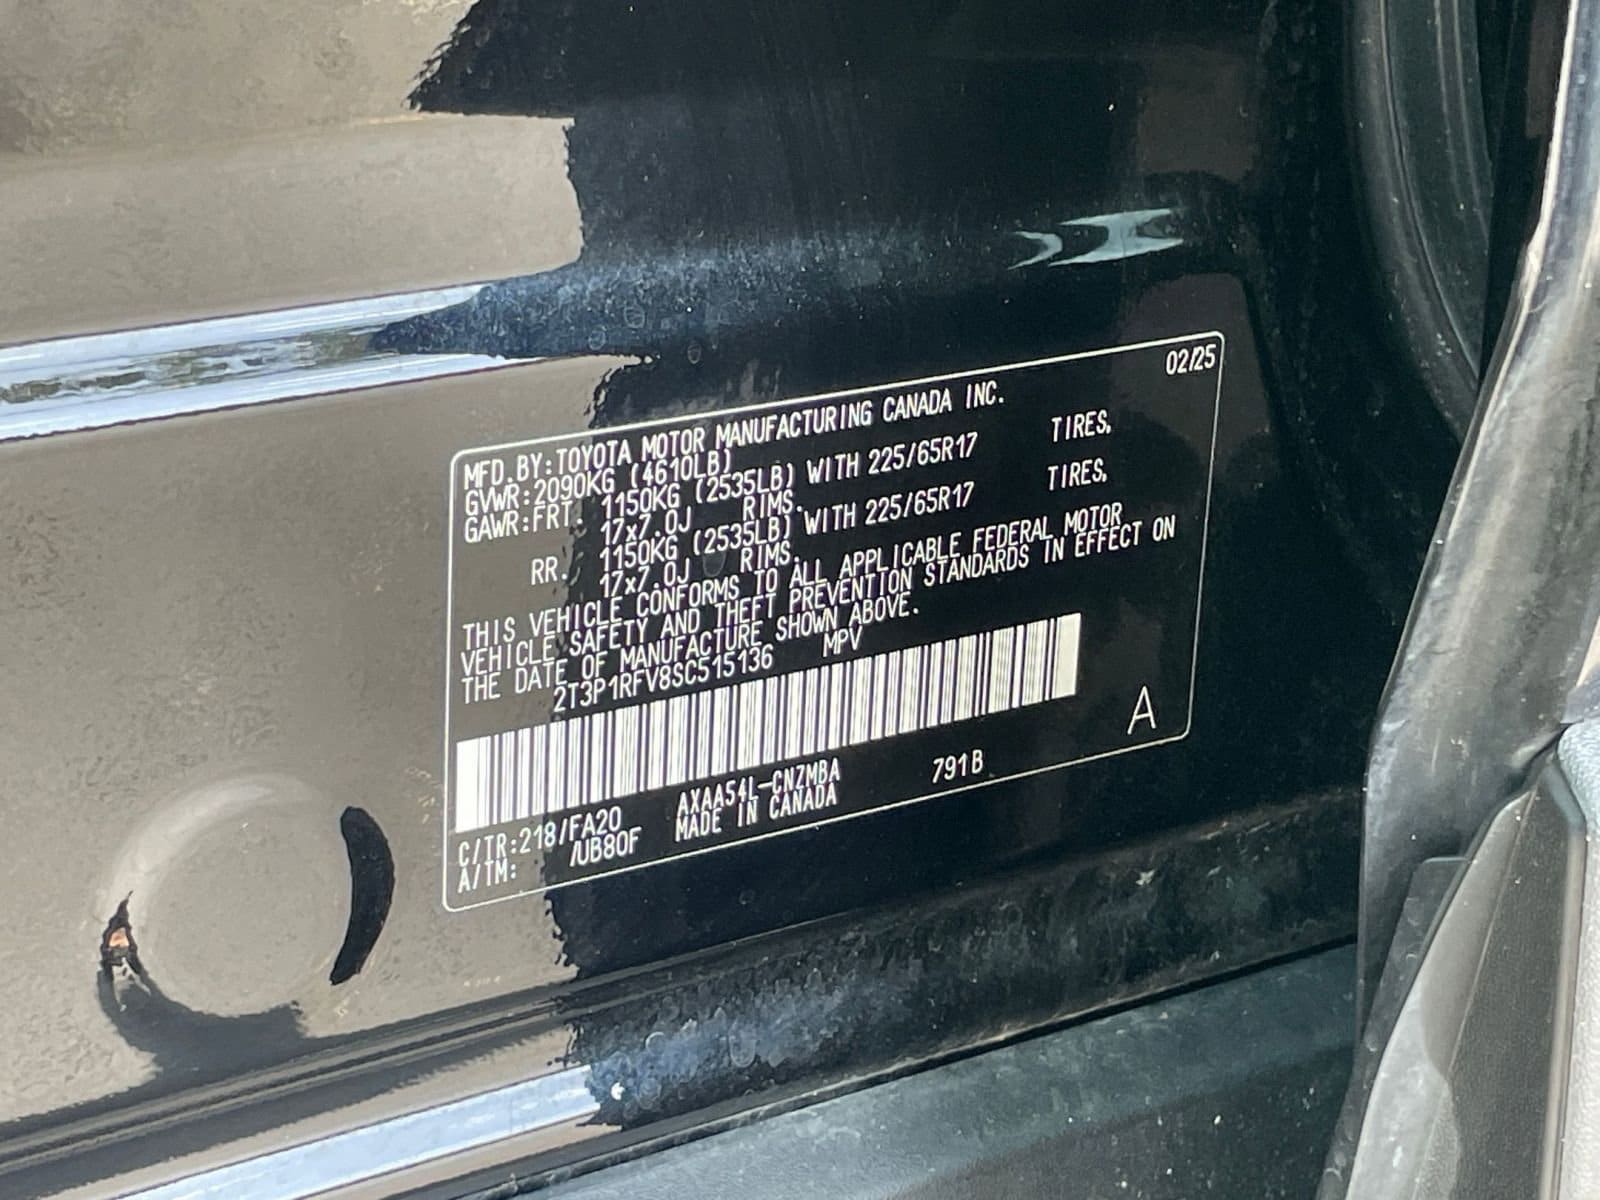 02/25
MFD.BY:TOYOTA MOTOR MANUFACTURING CANADA INC.
GVWR:2090KG (4610LB)
GAWR:FRT. 1150KG (2535LB) WITH 225/65R17 TIRES,
17x7.0J RIMS.
RR. 1150KG (2535LB) WITH 225/65R17 TIRES,
17x7.0J RIMS.
THIS VEHICLE CONFORMS TO ALL APPLICABLE FEDERAL MOTOR
VEHICLE SAFETY AND THEFT PREVENTION STANDARDS IN EFFECT ON
THE DATE OF MANUFACTURE SHOWN ABOVE.
2T3P1RFV8SC515136 MPV
A
C/TR:218/FA20 AXAA54L-CNZMBA 791B
A/TM: /UB80F MADE IN CANADA